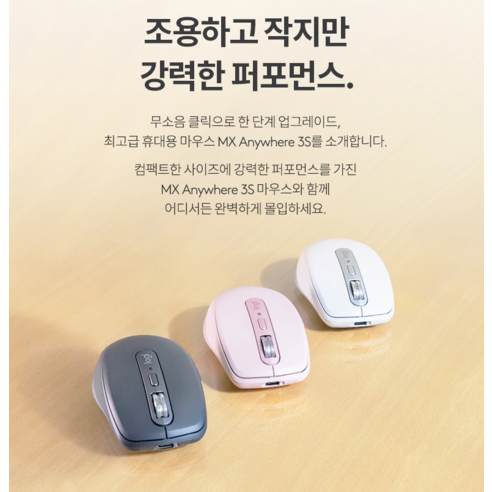 조용하고 작지만
강력한 퍼포먼스.
무소음 클릭으로 한 단계 업그레이드,
최고급 휴대용 마우스 MX Anywhere 3S를 소개합니다.
컴팩트한 사이즈에 강력한 퍼포먼스를 가진
MX Anywhere 3S 마우스와 함께
어디서든 완벽하게 몰입하세요.
logi
logi
logi